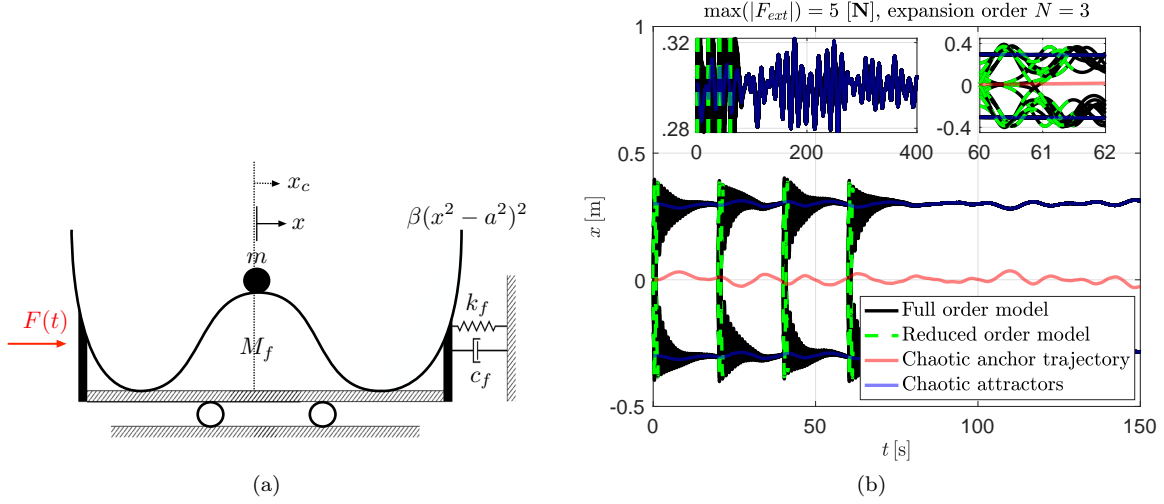 x_c
x
β(x² − a²)²
m
F(t)
M_f
k_f
c_f
(a)
max(|F_ext|) = 5 [N], expansion order N = 3
1
0.5
0
-0.5
x [m]
.32
.28
0 200 400
0.4
0
-0.4
60 61 62
Full order model
Reduced order model
Chaotic anchor trajectory
Chaotic attractors
0 50 100 150
t [s]
(b)